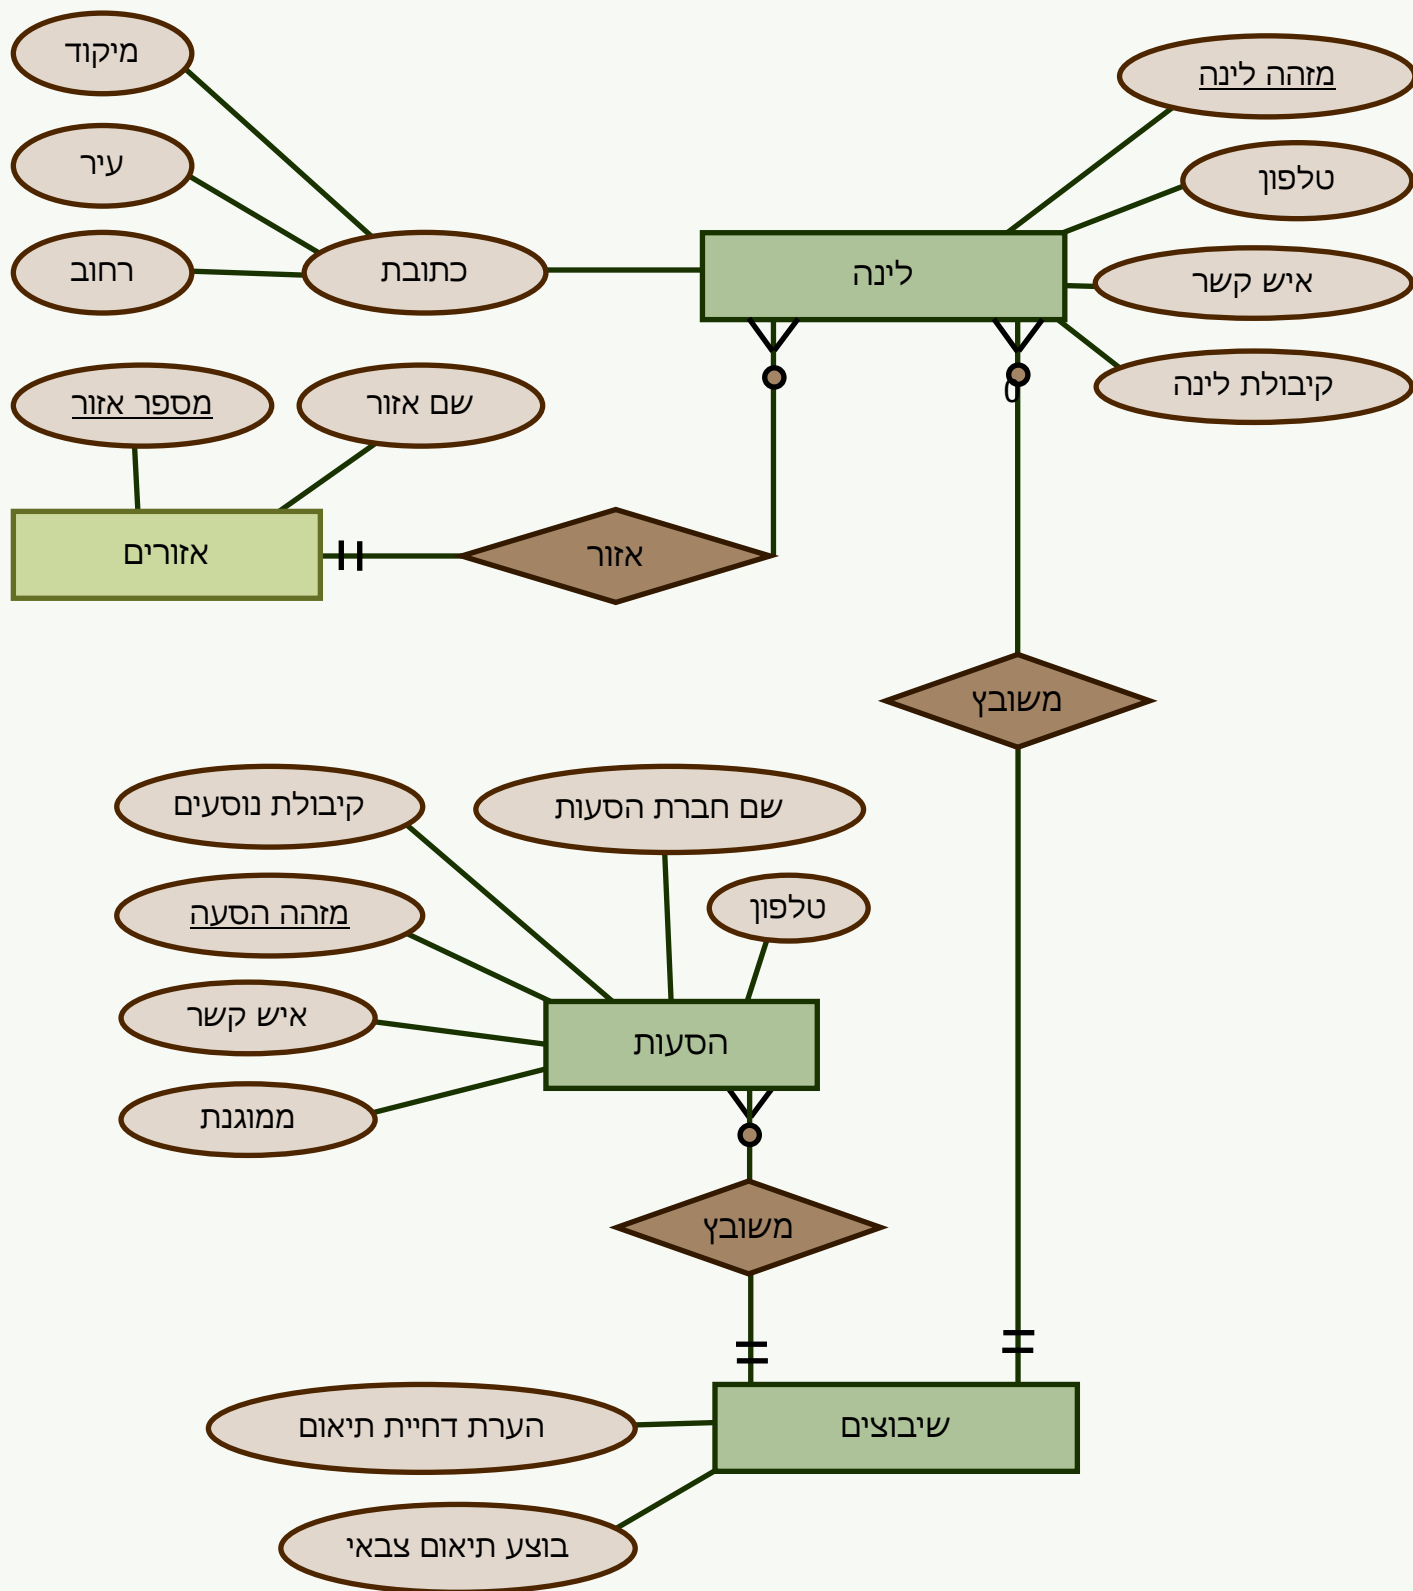 מיקוד
מזהה לינה
עיר
טלפון
רחוב
כתובת
לינה
איש קשר
קיבולת לינה
0
מספר אזור
שם אזור
אזורים
אזור
משובץ
קיבולת נוסעים
שם חברת הסעות
מזהה הסעה
טלפון
איש קשר
הסעות
ממוגנת
משובץ
הערת דחיית תיאום
שיבוצים
בוצע תיאום צבאי